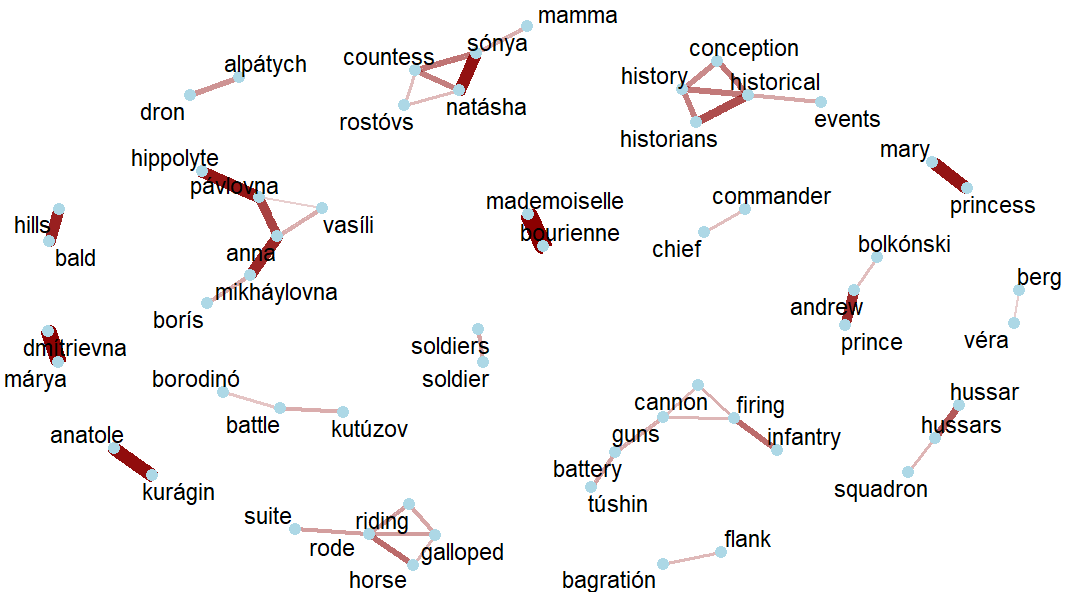 mamma
sónya
countess
natásha
rostóvs
alpátych
dron
conception
history
historical
historians
events
mary
princess
hippolyte
pávlovna
vasíli
anna
mikháylovna
borís
hills
bald
mademoiselle
bourienne
commander
chief
bolkónski
andrew
prince
berg
véra
dmitrievna
márya
soldiers
soldier
borodinó
battle
kutúzov
cannon
firing
guns
infantry
battery
túshin
hussar
hussars
squadron
anatole
kurágin
suite
riding
rode
galloped
horse
flank
bagratión